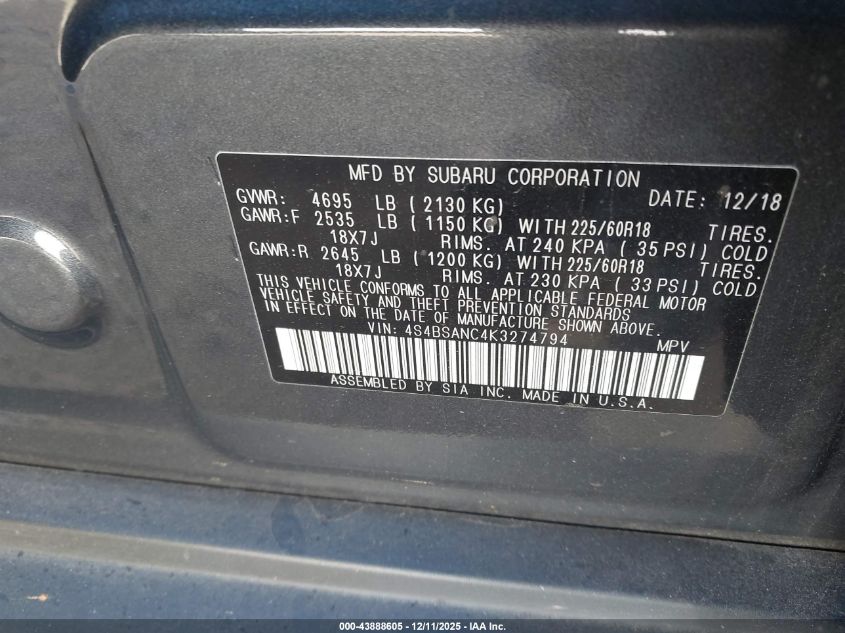 MFD BY SUBARU CORPORATION
GVWR: 4695 LB (2130 KG) DATE: 12/18
GAWR:F 2535 LB (1150 KG) WITH 225/60R18 TIRES.
18X7J RIMS. AT 240 KPA (35 PSI) COLD
GAWR:R 2645 LB (1200 KG) WITH 225/60R18 TIRES.
18X7J RIMS. AT 230 KPA (33 PSI) COLD
THIS VEHICLE CONFORMS TO ALL APPLICABLE FEDERAL MOTOR
VEHICLE SAFETY AND THEFT PREVENTION STANDARDS
IN EFFECT ON THE DATE OF MANUFACTURE SHOWN ABOVE.
VIN: 4S4BSANC4K3274794 MPV
ASSEMBLED BY SIA INC. MADE IN U.S.A.
000-43888605 - 12/11/2025 - IAA Inc.